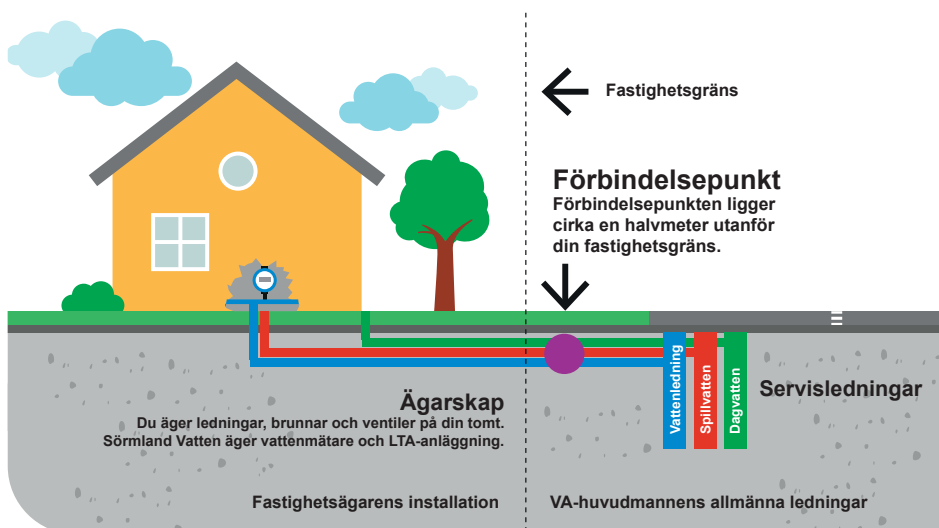 Fastighetsgräns
Förbindelsepunkt
Förbindelsepunkten ligger
cirka en halvmeter utanför
din fastighetsgräns.
Vattenledning
Spillvatten
Dagvatten
Servisledningar
Ägarskap
Du äger ledningar, brunnar och ventiler på din tomt.
Sörmland Vatten äger vattenmätare och LTA-anläggning.
Fastighetsägarens installation
VA-huvudmannens allmänna ledningar